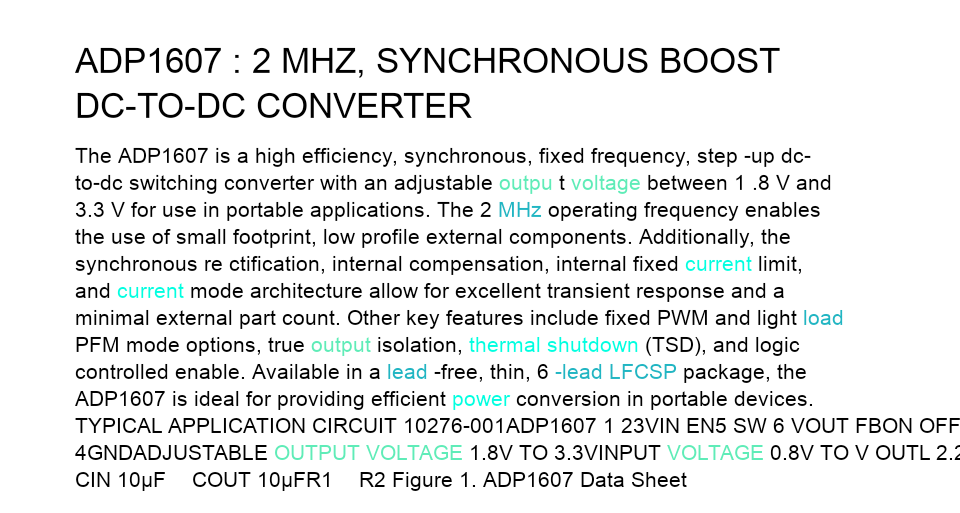 ADP1607 : 2 MHZ, SYNCHRONOUS BOOST
DC-TO-DC CONVERTER
The ADP1607 is a high efficiency, synchronous, fixed frequency, step -up dc-
to-dc switching converter with an adjustable outpu t voltage between 1 .8 V and
3.3 V for use in portable applications. The 2 MHz operating frequency enables
the use of small footprint, low profile external components. Additionally, the
synchronous re ctification, internal compensation, internal fixed current limit,
and current mode architecture allow for excellent transient response and a
minimal external part count. Other key features include fixed PWM and light load
PFM mode options, true output isolation, thermal shutdown (TSD), and logic
controlled enable. Available in a lead -free, thin, 6 -lead LFCSP package, the
ADP1607 is ideal for providing efficient power conversion in portable devices.
TYPICAL APPLICATION CIRCUIT 10276-001ADP1607 1 23VIN EN5 SW 6 VOUT FBON OFF
4GNDADJUSTABLE OUTPUT VOLTAGE 1.8V TO 3.3VINPUT VOLTAGE 0.8V TO V OUTL 2.2
CIN 10µF COUT 10µFR1 R2 Figure 1. ADP1607 Data Sheet